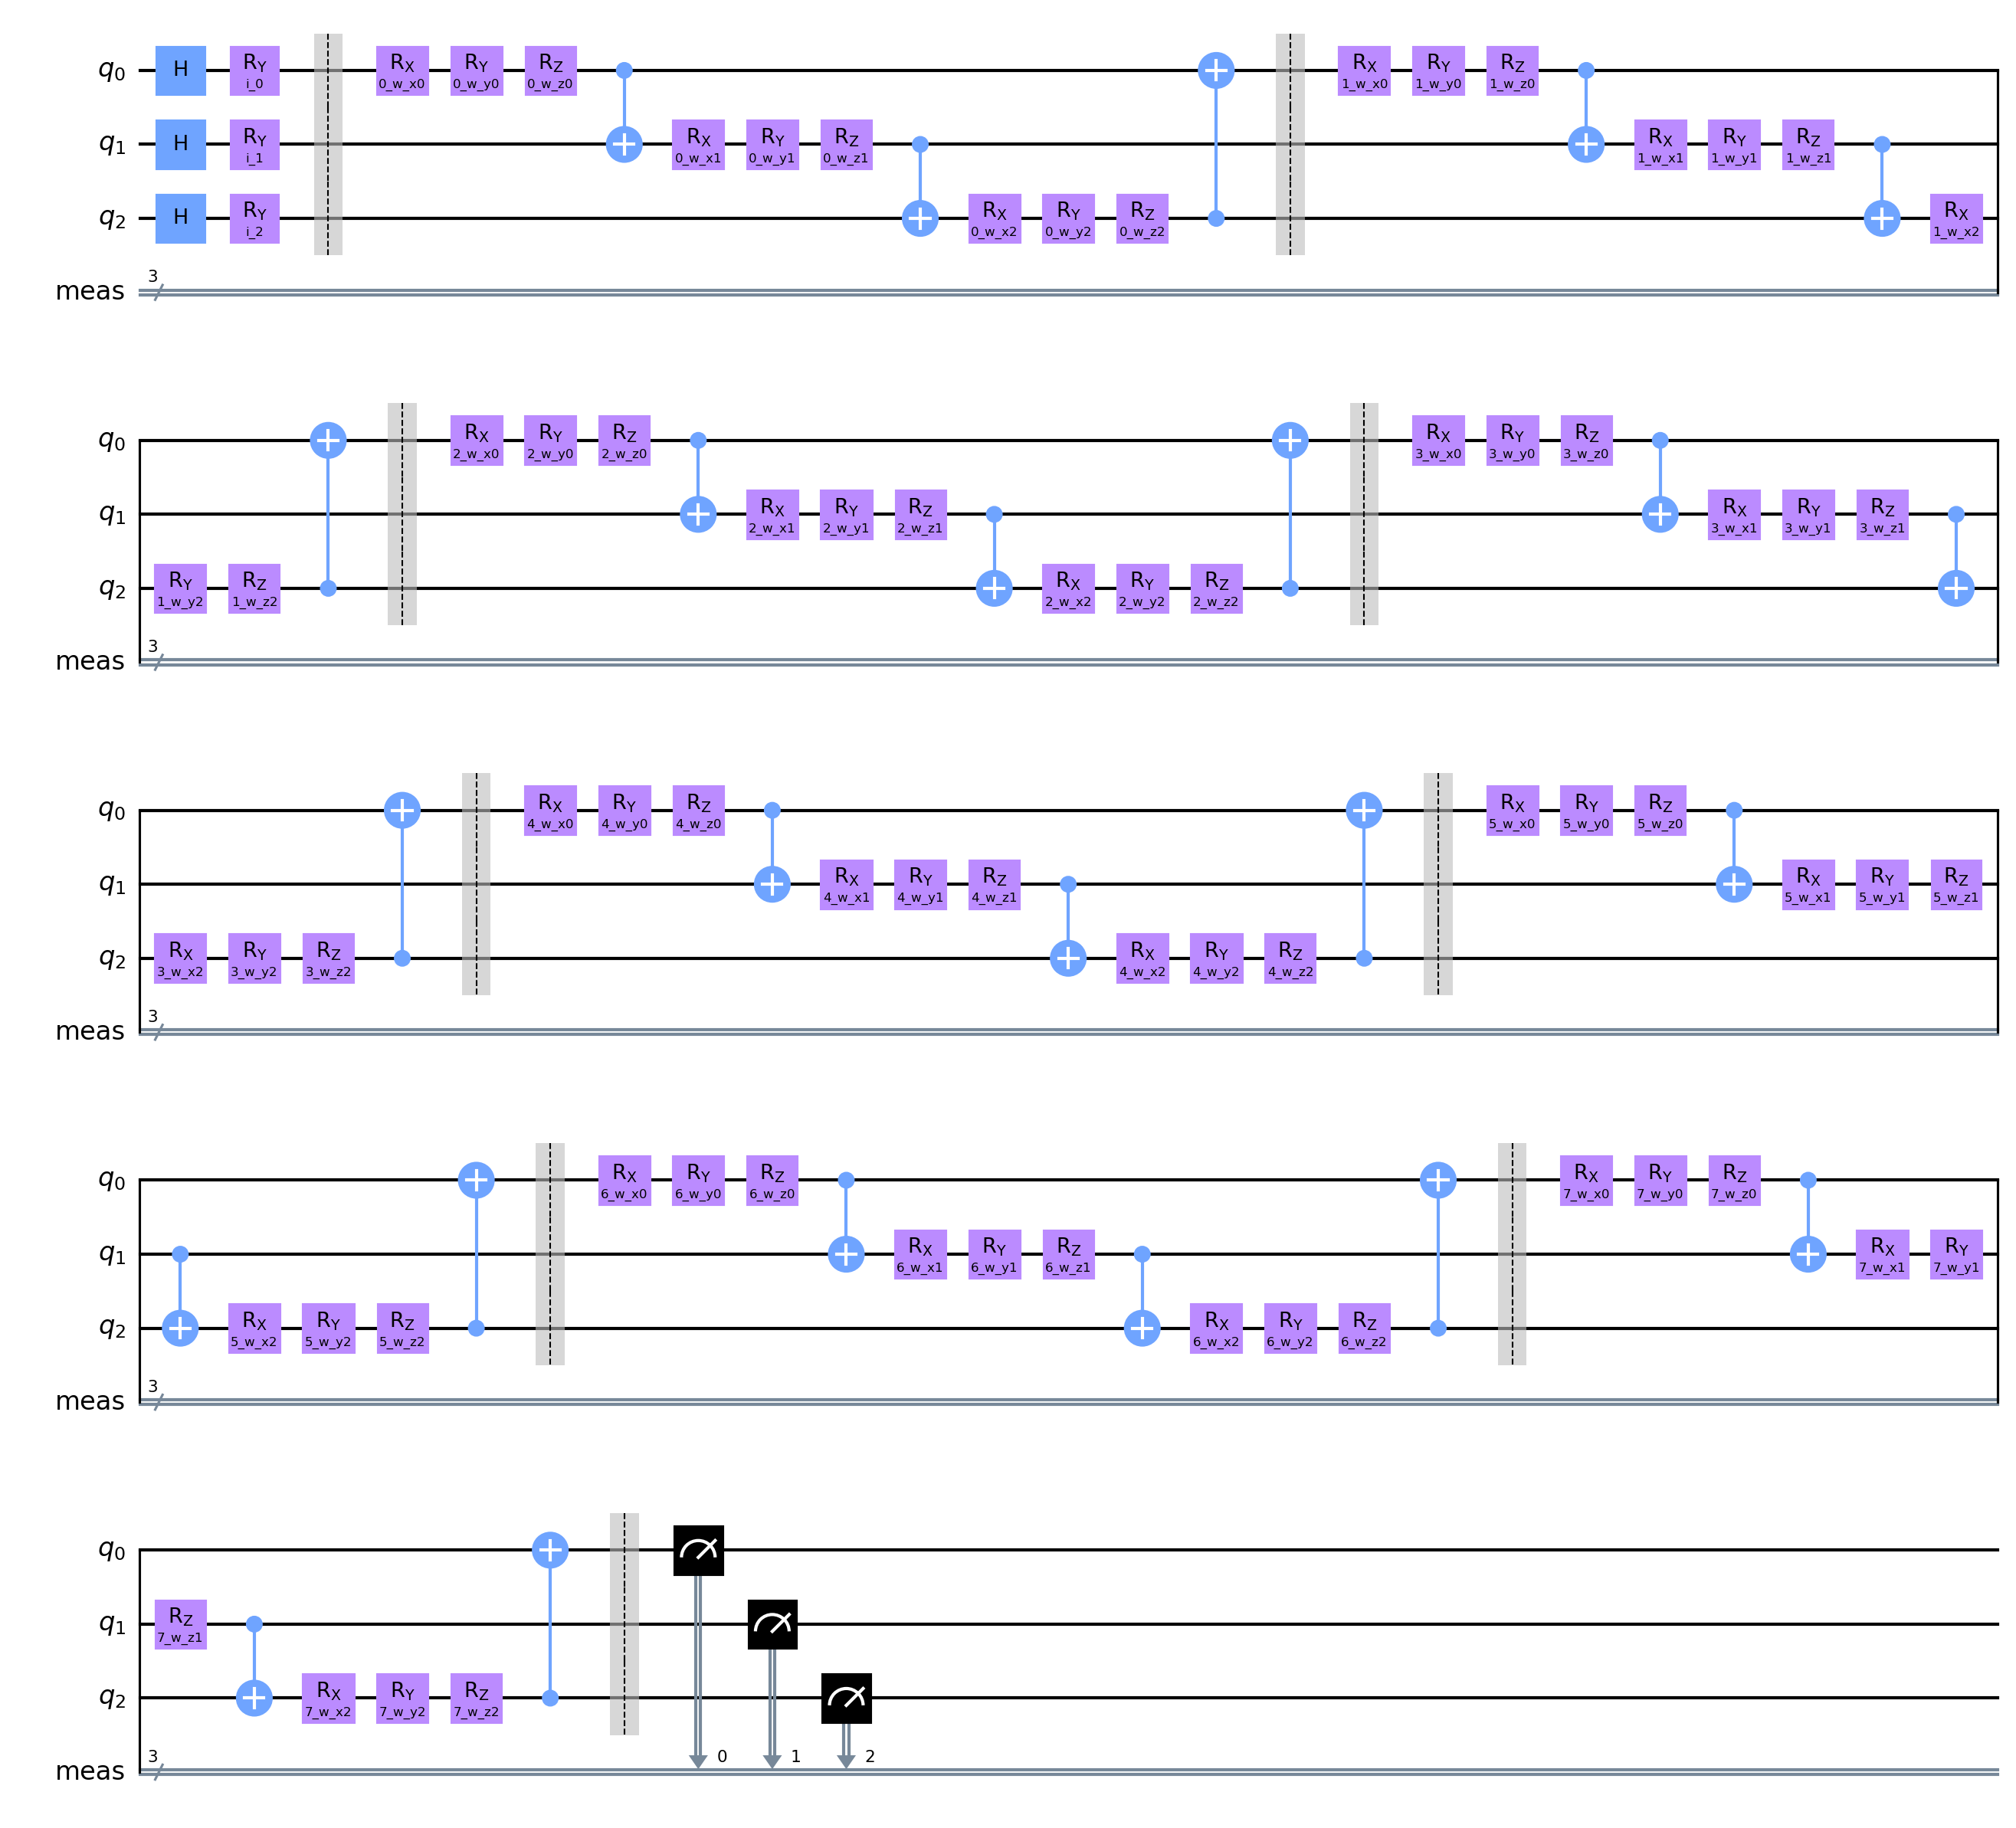 q0 H RY i_0 RX 0_w_x0 RY 0_w_y0 RZ 0_w_z0 RX 1_w_x0 RY 1_w_y0 RZ 1_w_z0
q1 H RY i_1 RX 0_w_x1 RY 0_w_y1 RZ 0_w_z1 RX 1_w_x1 RY 1_w_y1 RZ 1_w_z1
q2 H RY i_2 RX 0_w_x2 RY 0_w_y2 RZ 0_w_z2 RX 1_w_x2
meas 3
q0 RX 2_w_x0 RY 2_w_y0 RZ 2_w_z0 RX 3_w_x0 RY 3_w_y0 RZ 3_w_z0
q1 RX 2_w_x1 RY 2_w_y1 RZ 2_w_z1 RX 3_w_x1 RY 3_w_y1 RZ 3_w_z1
q2 RY 1_w_y2 RZ 1_w_z2 RX 2_w_x2 RY 2_w_y2 RZ 2_w_z2
meas 3
q0 RX 4_w_x0 RY 4_w_y0 RZ 4_w_z0 RX 5_w_x0 RY 5_w_y0 RZ 5_w_z0
q1 RX 4_w_x1 RY 4_w_y1 RZ 4_w_z1 RX 5_w_x1 RY 5_w_y1 RZ 5_w_z1
q2 RX 3_w_x2 RY 3_w_y2 RZ 3_w_z2 RX 4_w_x2 RY 4_w_y2 RZ 4_w_z2
meas 3
q0 RX 6_w_x0 RY 6_w_y0 RZ 6_w_z0 RX 7_w_x0 RY 7_w_y0 RZ 7_w_z0
q1 RX 6_w_x1 RY 6_w_y1 RZ 6_w_z1 RX 7_w_x1 RY 7_w_y1
q2 RX 5_w_x2 RY 5_w_y2 RZ 5_w_z2 RX 6_w_x2 RY 6_w_y2 RZ 6_w_z2
meas 3
q0
q1 RZ 7_w_z1
q2 RX 7_w_x2 RY 7_w_y2 RZ 7_w_z2
meas 3 0 1 2